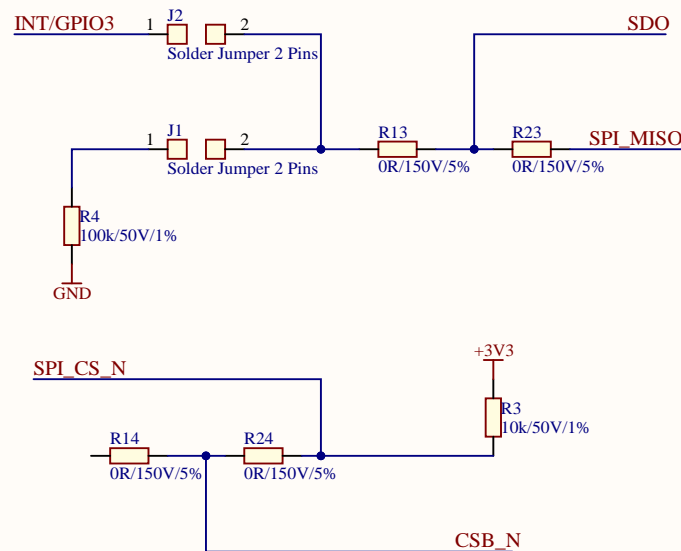 INT/GPIO3
J2
1
2
Solder Jumper 2 Pins
SDO
J1
1
2
Solder Jumper 2 Pins
R13
0R/150V/5%
R23
0R/150V/5%
SPI_MISO
R4
100k/50V/1%
GND
+3V3
SPI_CS_N
R3
10k/50V/1%
R14
0R/150V/5%
R24
0R/150V/5%
CSB_N